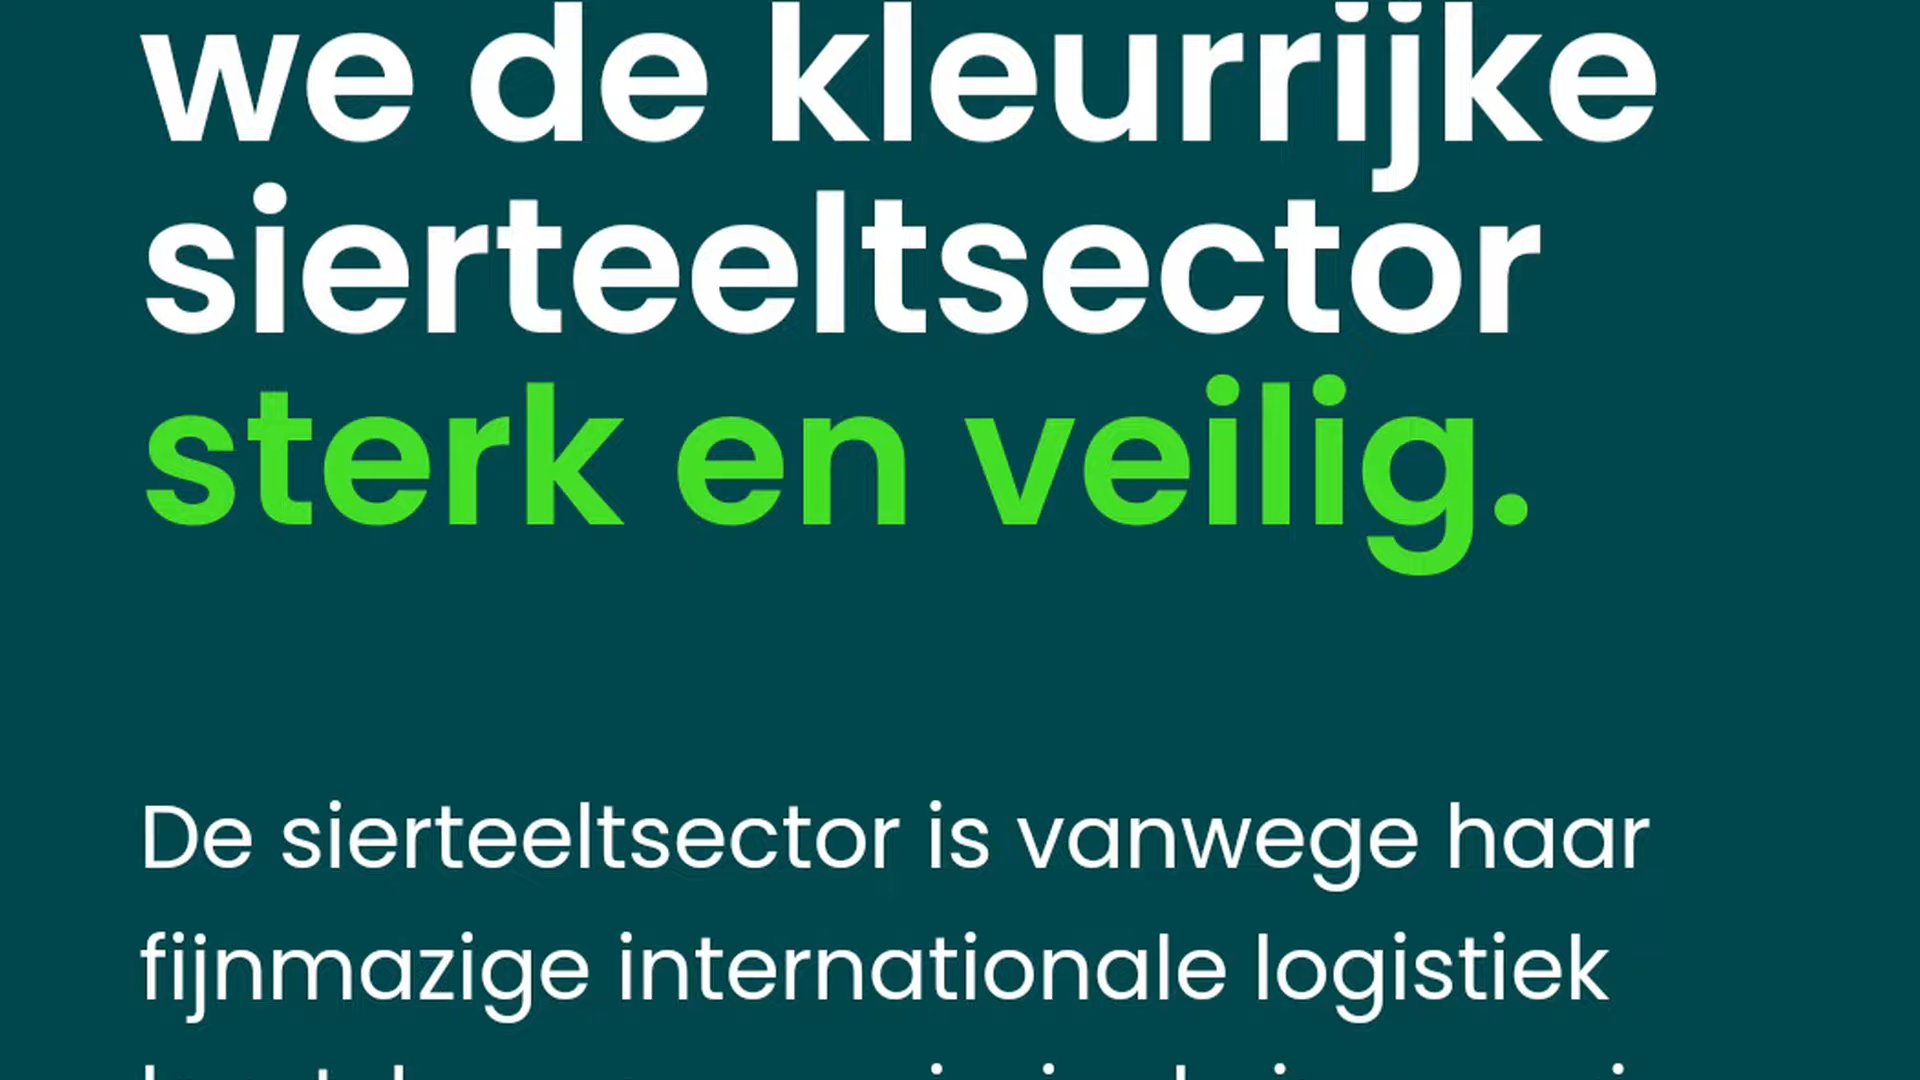 we de kleurrijke
sierteeltsector
sterk en veilig.
De sierteeltsector is vanwege haar
fijnmazige internationale logistiek